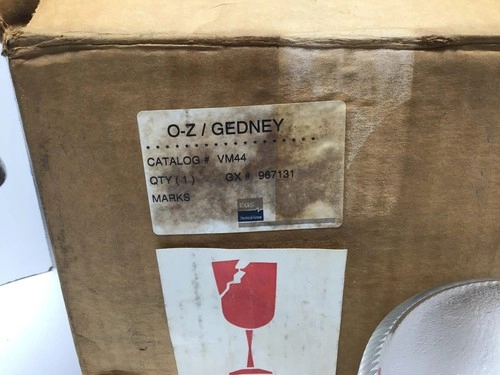 O-Z / GEDNEY
CATALOG # VM44
QTY ( 1 ) GX # 967131
MARKS